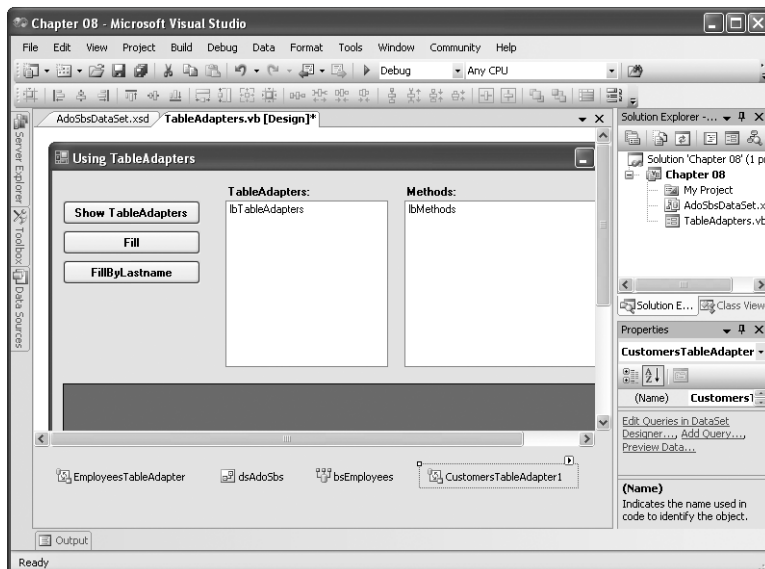 Chapter 08 - Microsoft Visual Studio
File Edit View Project Build Debug Data Format Tools Window Community Help
Debug Any CPU
AdoSbsDataSet.xsd TableAdapters.vb [Design]*
Server Explorer
Toolbox
Data Sources
Using TableAdapters
Show TableAdapters
Fill
FillByLastname
TableAdapters:
lbTableAdapters
Methods:
lbMethods
EmployeesTableAdapter dsAdoSbs bsEmployees CustomersTableAdapter1
Solution Explorer - ...
Solution 'Chapter 08' (1 pr
Chapter 08
My Project
AdoSbsDataSet.x
TableAdapters.vb
Solution E... Class View
Properties
CustomersTableAdapter
(Name) Customers1
Edit Queries in DataSet
Designer..., Add Query...,
Preview Data...
(Name)
Indicates the name used in
code to identify the object.
Output
Ready